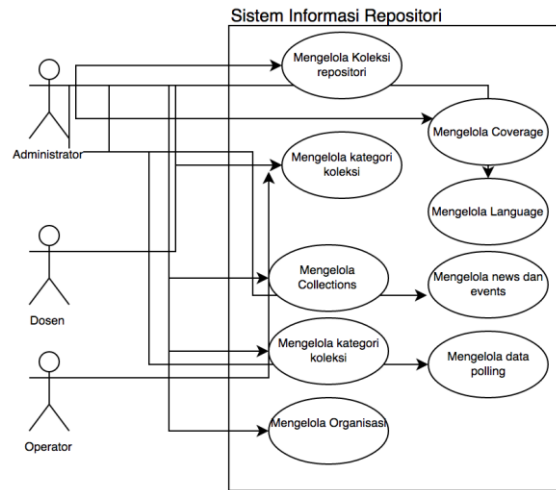 Sistem Informasi Repositori
Mengelola Koleksi
repositori
Administrator
Mengelola Coverage
Mengelola kategori
koleksi
Mengelola Language
Dosen
Mengelola
Collections
Mengelola news dan
events
Mengelola kategori
koleksi
Mengelola data
polling
Operator
Mengelola Organisasi